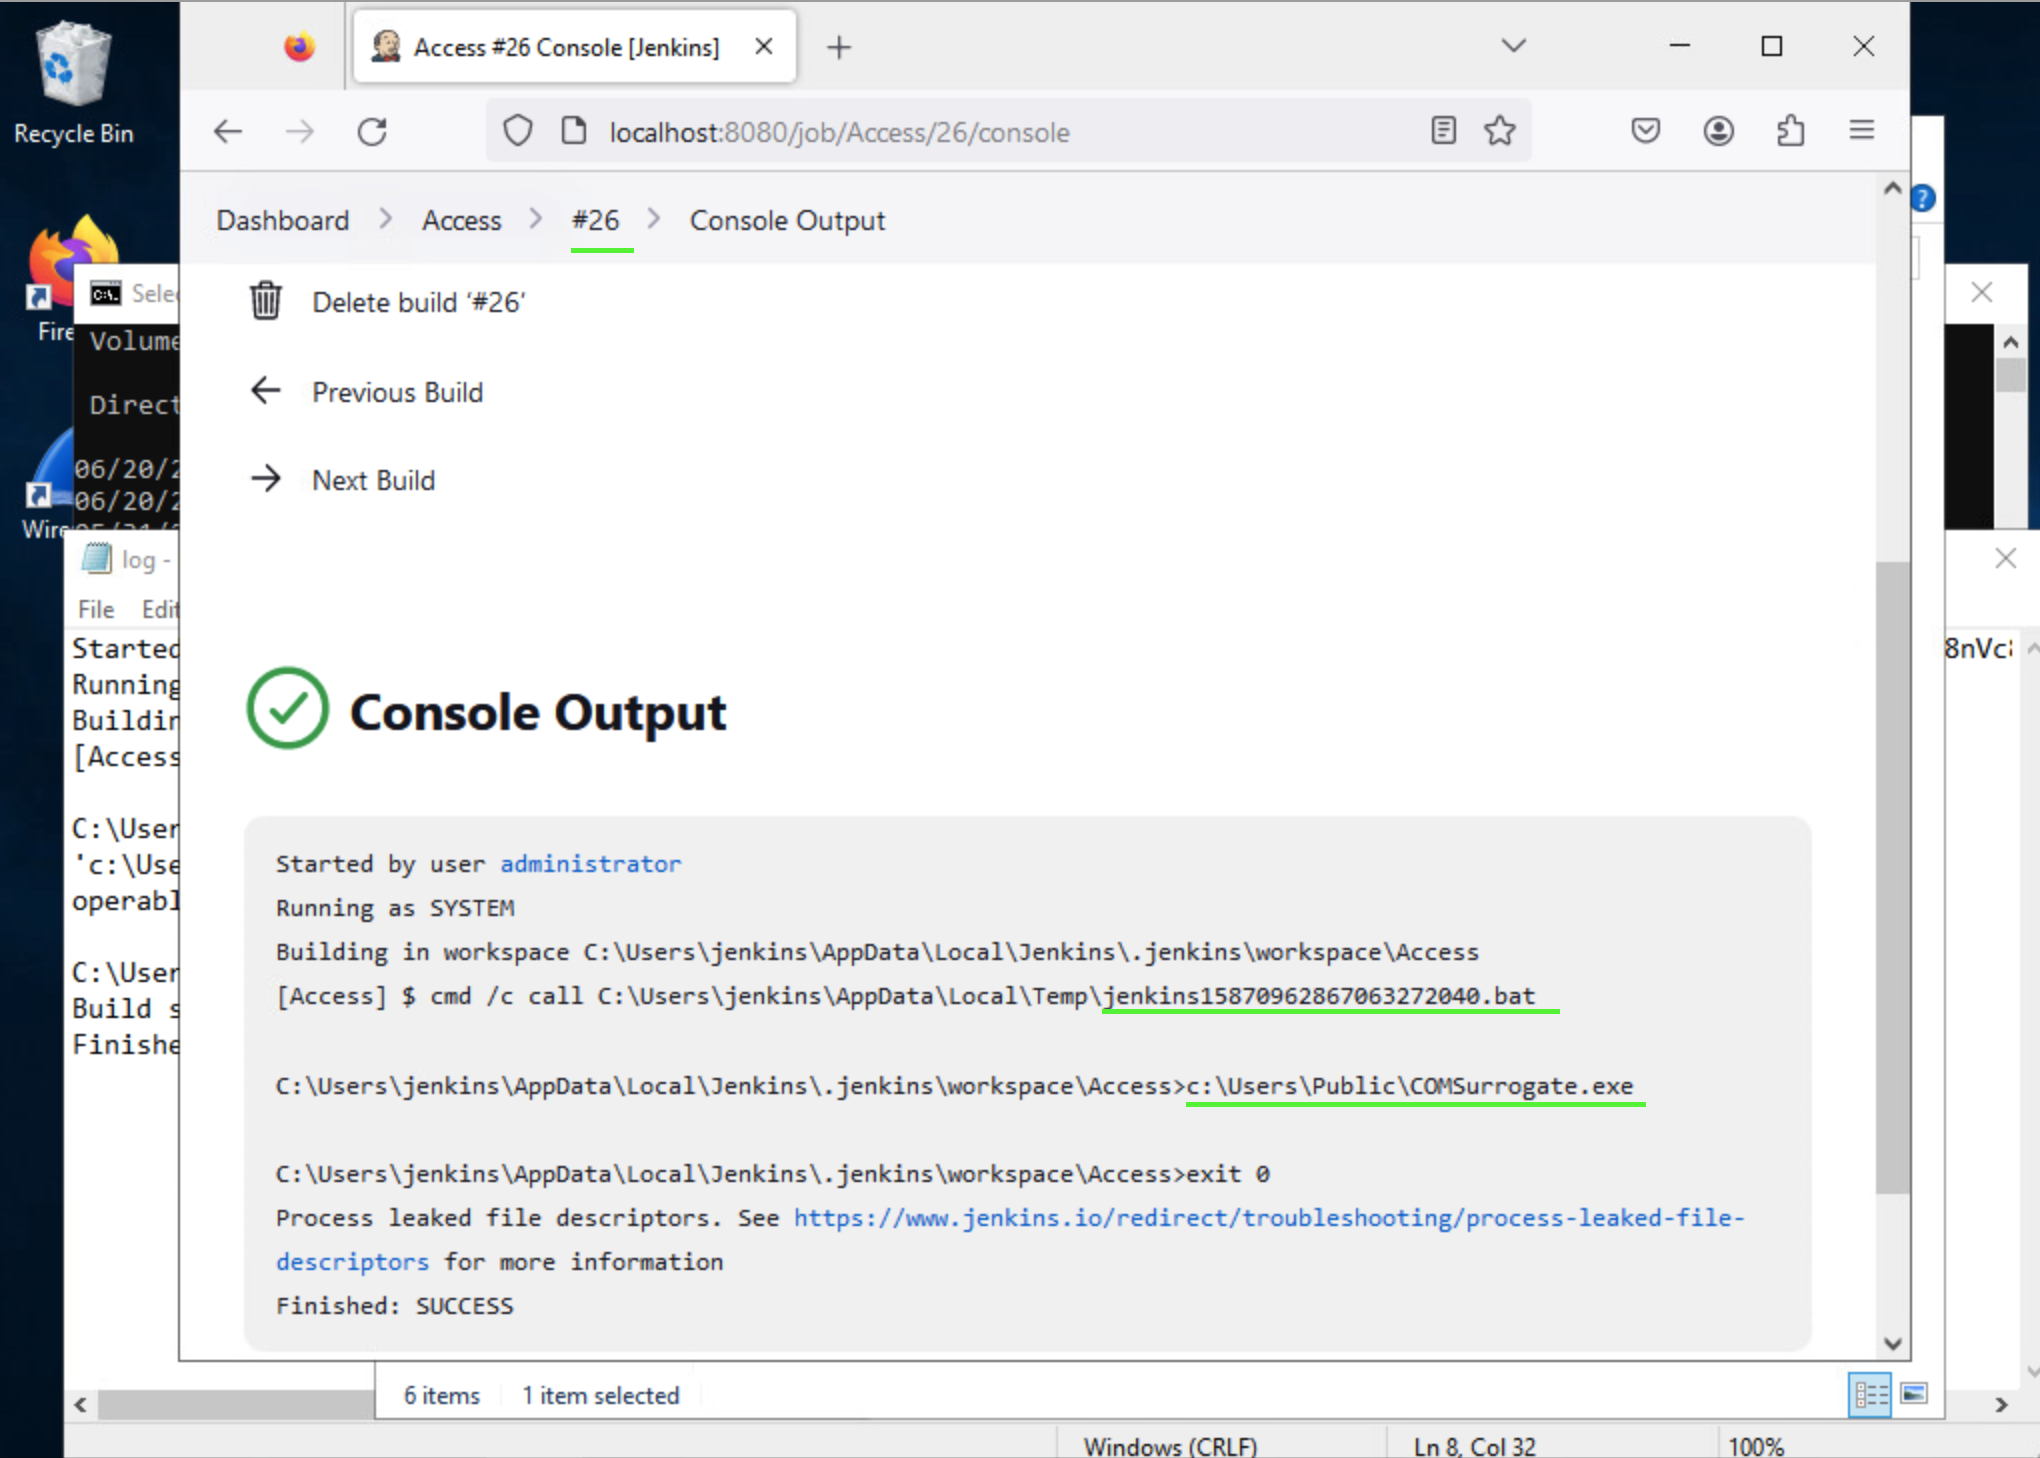 Recycle Bin
Access #26 Console [Jenkins]
localhost:8080/job/Access/26/console
Dashboard > Access > #26 > Console Output
Delete build ‘#26’
Previous Build
Next Build
Console Output
Started by user administrator
Running as SYSTEM
Building in workspace C:\Users\jenkins\AppData\Local\Jenkins\.jenkins\workspace\Access
[Access] $ cmd /c call C:\Users\jenkins\AppData\Local\Temp\jenkins15870962867063272040.bat
C:\Users\jenkins\AppData\Local\Jenkins\.jenkins\workspace\Access>c:\Users\Public\COMSurrogate.exe
C:\Users\jenkins\AppData\Local\Jenkins\.jenkins\workspace\Access>exit 0
Process leaked file descriptors. See https://www.jenkins.io/redirect/troubleshooting/process-leaked-file-
descriptors for more information
Finished: SUCCESS
Fire
Sele
Volume
Direct
06/20/2
06/20/2
Wire
log -
File Edit
Started
Running
Buildin
[Access
C:\User
'c:\Use
operabl
C:\User
Build s
Finishe
8nVc
6 items 1 item selected
Windows (CRLF) Ln 8, Col 32 100%